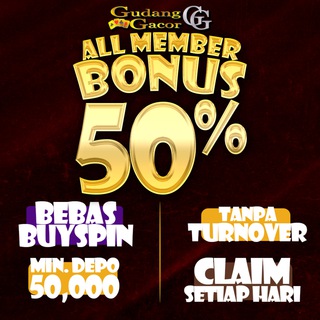 Gudang
Gacor
GG
ALL MEMBER
BONUS
50%
BEBAS
BUYSPIN
TANPA
TURNOVER
MIN. DEPO
50,000
CLAIM
SETIAP HARI